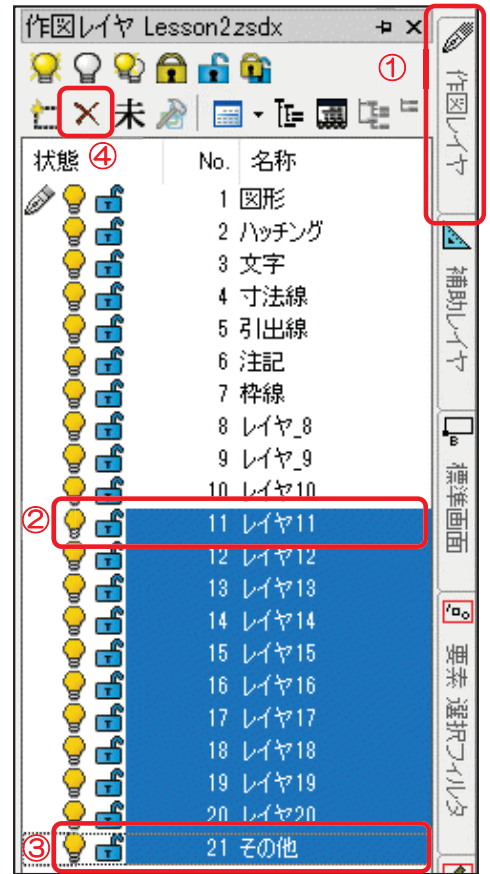 作図レイヤ Lesson2.zsdx
①
未
④
状態 No. 名称
1 図形
2 ハッチング
3 文字
4 寸法線
5 引出線
6 注記
7 枠線
8 レイヤ_8
9 レイヤ_9
10 レイヤ10
② 11 レイヤ11
12 レイヤ12
13 レイヤ13
14 レイヤ14
15 レイヤ15
16 レイヤ16
17 レイヤ17
18 レイヤ18
19 レイヤ19
20 レイヤ20
③ 21 その他
作図レイヤ
補助レイヤ
B
標準画面
要素 選択フィルタ